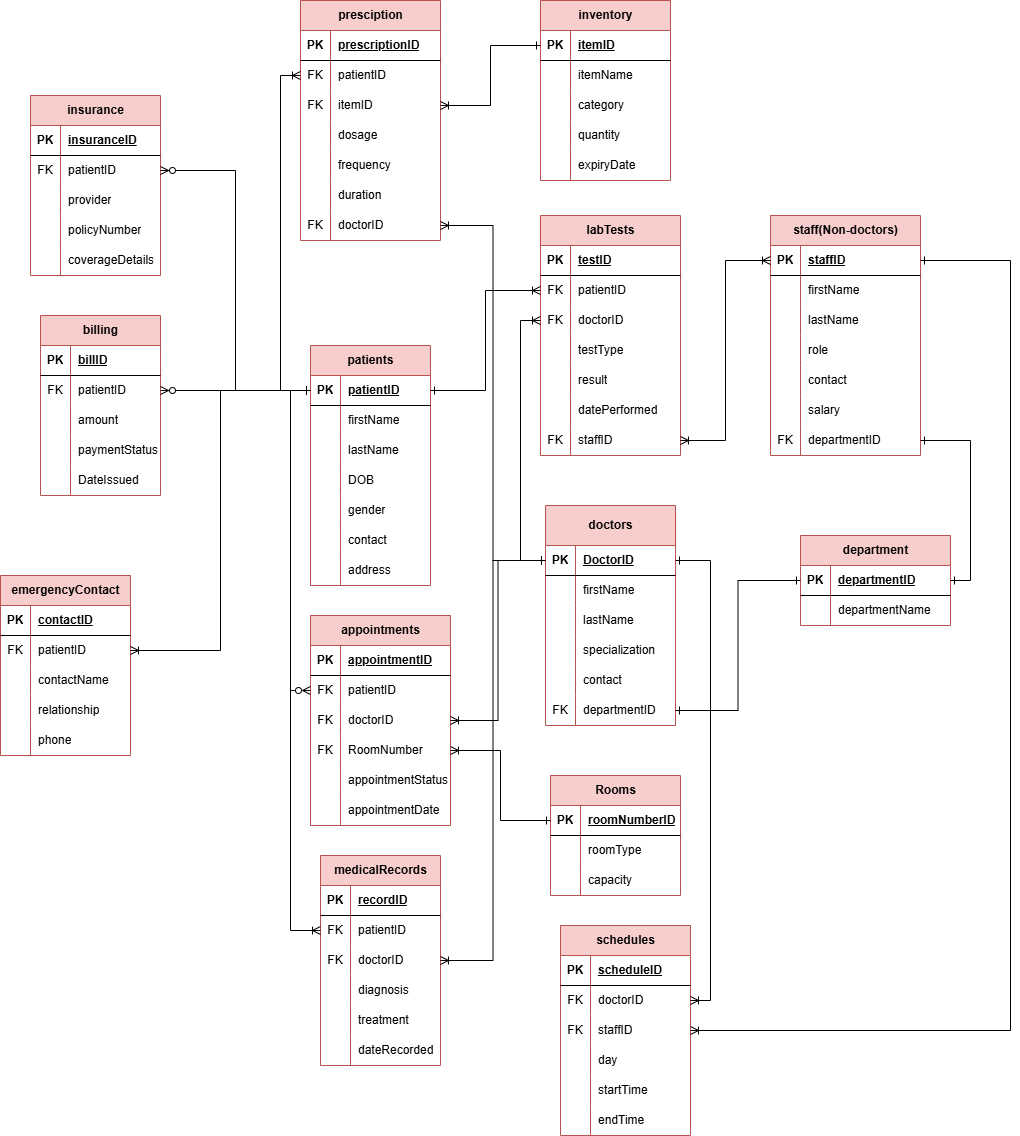 presciption
PK prescriptionID
FK patientID
FK itemID
dosage
frequency
duration
FK doctorID
inventory
PK itemID
itemName
category
quantity
expiryDate
insurance
PK insuranceID
FK patientID
provider
policyNumber
coverageDetails
labTests
PK testID
FK patientID
FK doctorID
testType
result
datePerformed
FK staffID
staff(Non-doctors)
PK staffID
firstName
lastName
role
contact
salary
FK departmentID
billing
PK billID
FK patientID
amount
paymentStatus
DateIssued
patients
PK patientID
firstName
lastName
DOB
gender
contact
address
doctors
PK DoctorID
firstName
lastName
specialization
contact
FK departmentID
department
PK departmentID
departmentName
emergencyContact
PK contactID
FK patientID
contactName
relationship
phone
appointments
PK appointmentID
FK patientID
FK doctorID
FK RoomNumber
appointmentStatus
appointmentDate
Rooms
PK roomNumberID
roomType
capacity
medicalRecords
PK recordID
FK patientID
FK doctorID
diagnosis
treatment
dateRecorded
schedules
PK scheduleID
FK doctorID
FK staffID
day
startTime
endTime